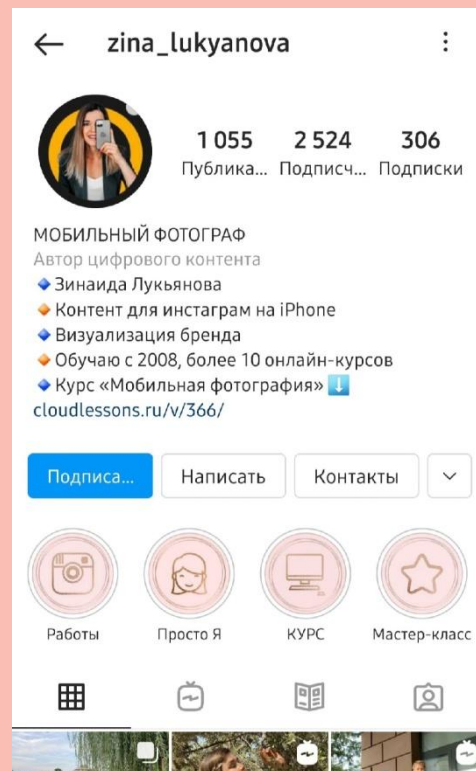 zina_lukyanova
1 055 2 524 306
Публика... Подписч... Подписки
МОБИЛЬНЫЙ ФОТОГРАФ
Автор цифрового контента
Зинаида Лукьянова
Контент для инстаграм на iPhone
Визуализация бренда
Обучаю с 2008, более 10 онлайн-курсов
Курс «Мобильная фотография»
cloudlessons.ru/v/366/
Подписа... Написать Контакты
Работы Просто Я КУРС Мастер-класс